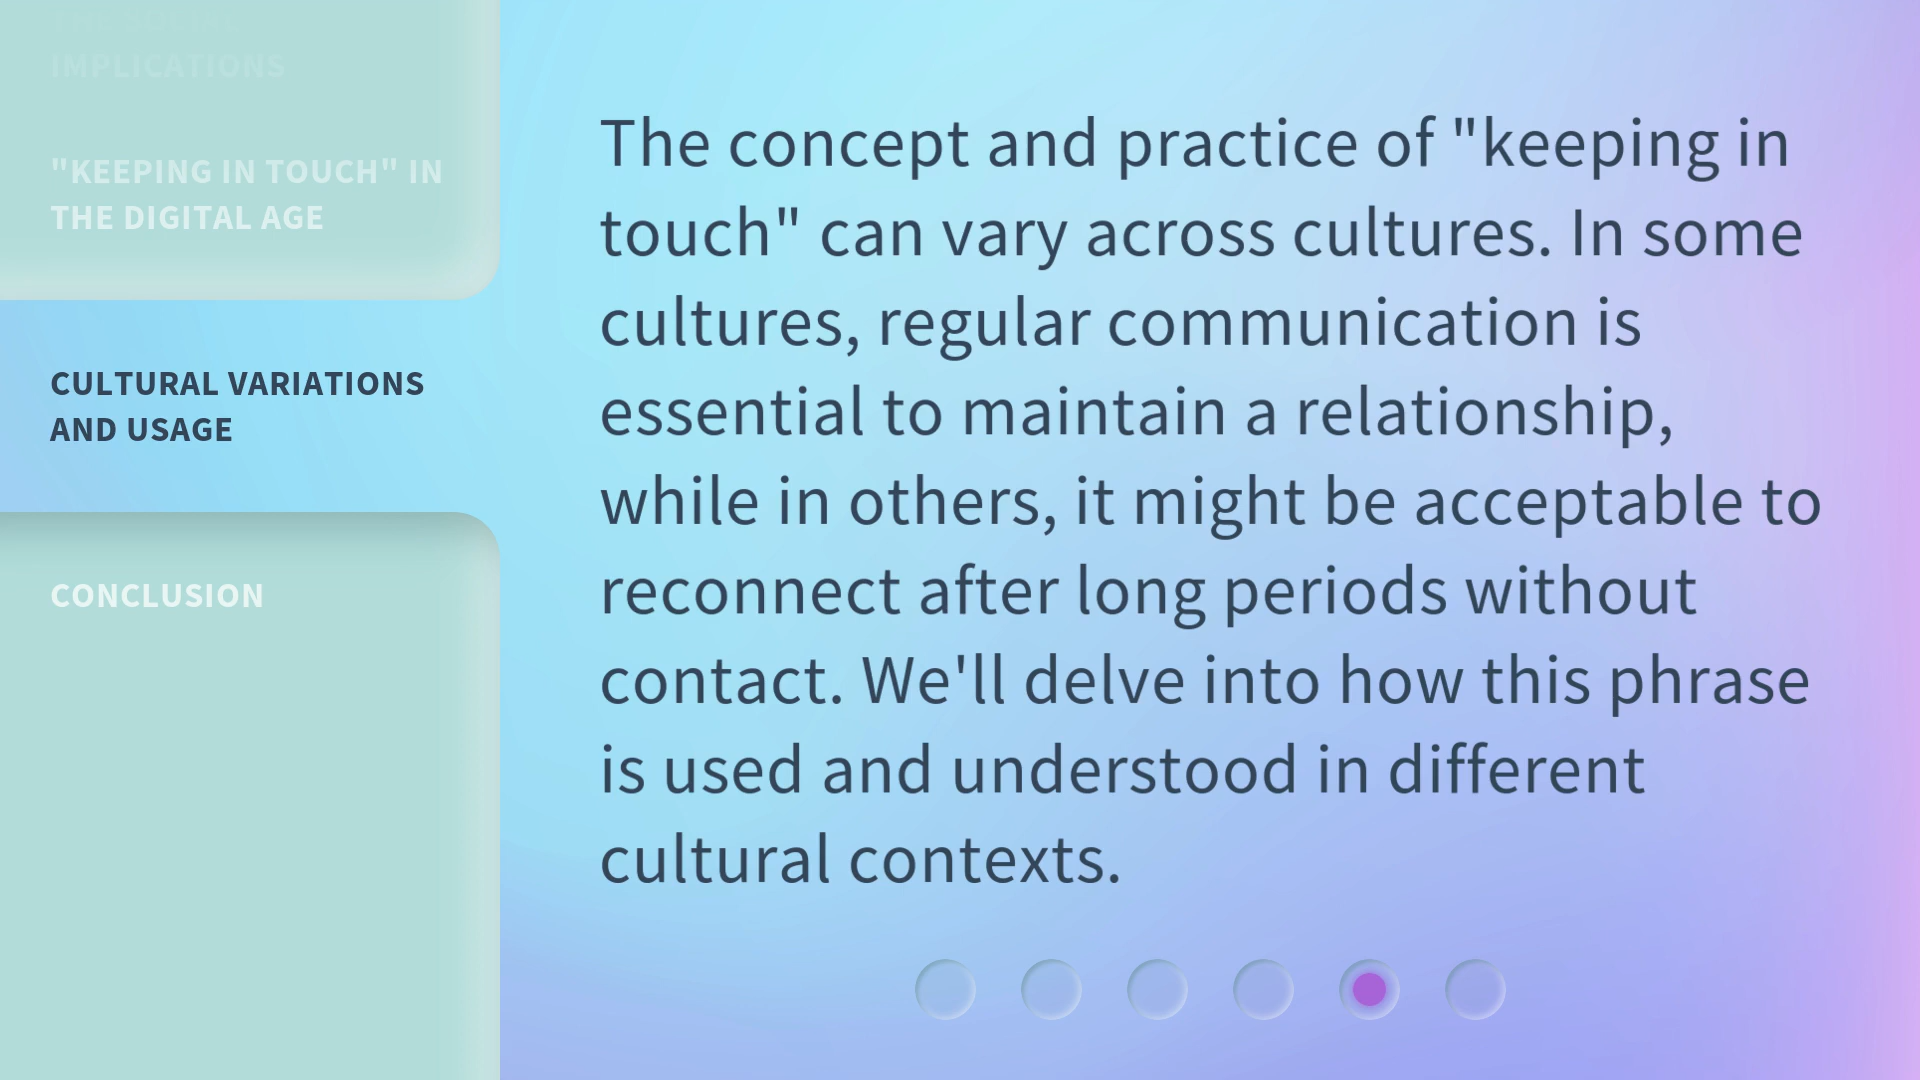 THE SOCIAL
IMPLICATIONS
"KEEPING IN TOUCH" IN
THE DIGITAL AGE
CULTURAL VARIATIONS
AND USAGE
CONCLUSION
The concept and practice of "keeping in
touch" can vary across cultures. In some
cultures, regular communication is
essential to maintain a relationship,
while in others, it might be acceptable to
reconnect after long periods without
contact. We'll delve into how this phrase
is used and understood in different
cultural contexts.